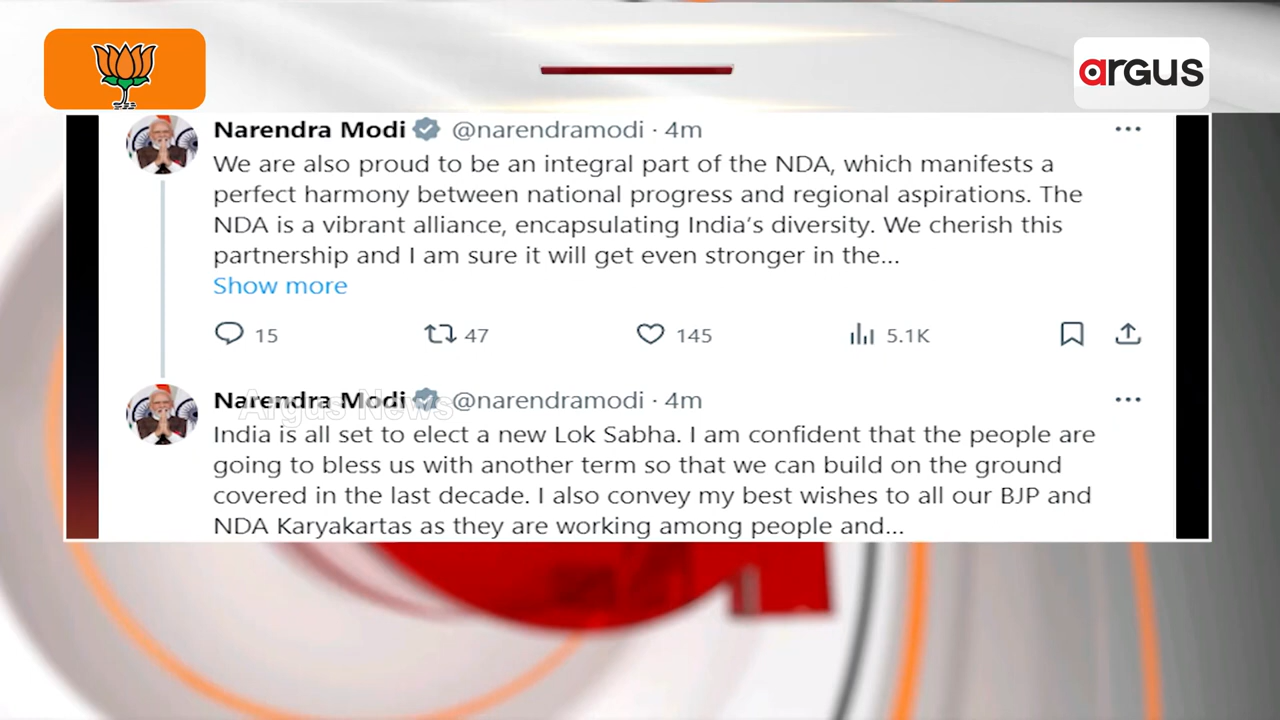 argus
Narendra Modi @narendramodi · 4m
We are also proud to be an integral part of the NDA, which manifests a
perfect harmony between national progress and regional aspirations. The
NDA is a vibrant alliance, encapsulating India‘s diversity. We cherish this
partnership and I am sure it will get even stronger in the...
Show more
15 47 145 5.1K
Narendra Modi @narendramodi · 4m
Argus News
India is all set to elect a new Lok Sabha. I am confident that the people are
going to bless us with another term so that we can build on the ground
covered in the last decade. I also convey my best wishes to all our BJP and
NDA Karyakartas as they are working among people and...